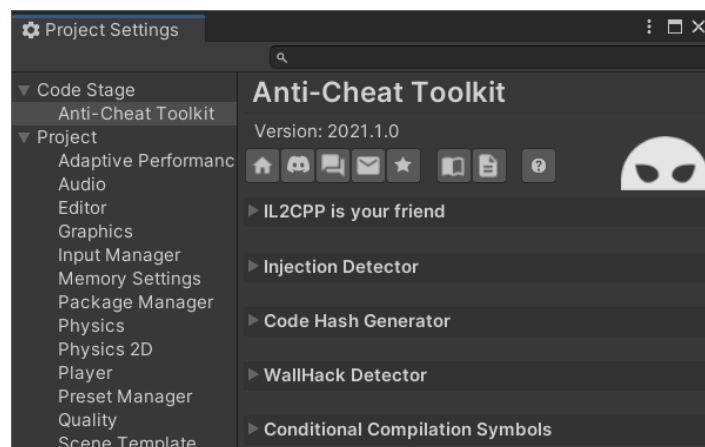 Project Settings
Code Stage
Anti-Cheat Toolkit
Project
Adaptive Performanc
Audio
Editor
Graphics
Input Manager
Memory Settings
Package Manager
Physics
Physics 2D
Player
Preset Manager
Quality
Scene Template
Anti-Cheat Toolkit
Version: 2021.1.0
IL2CPP is your friend
Injection Detector
Code Hash Generator
WallHack Detector
Conditional Compilation Symbols